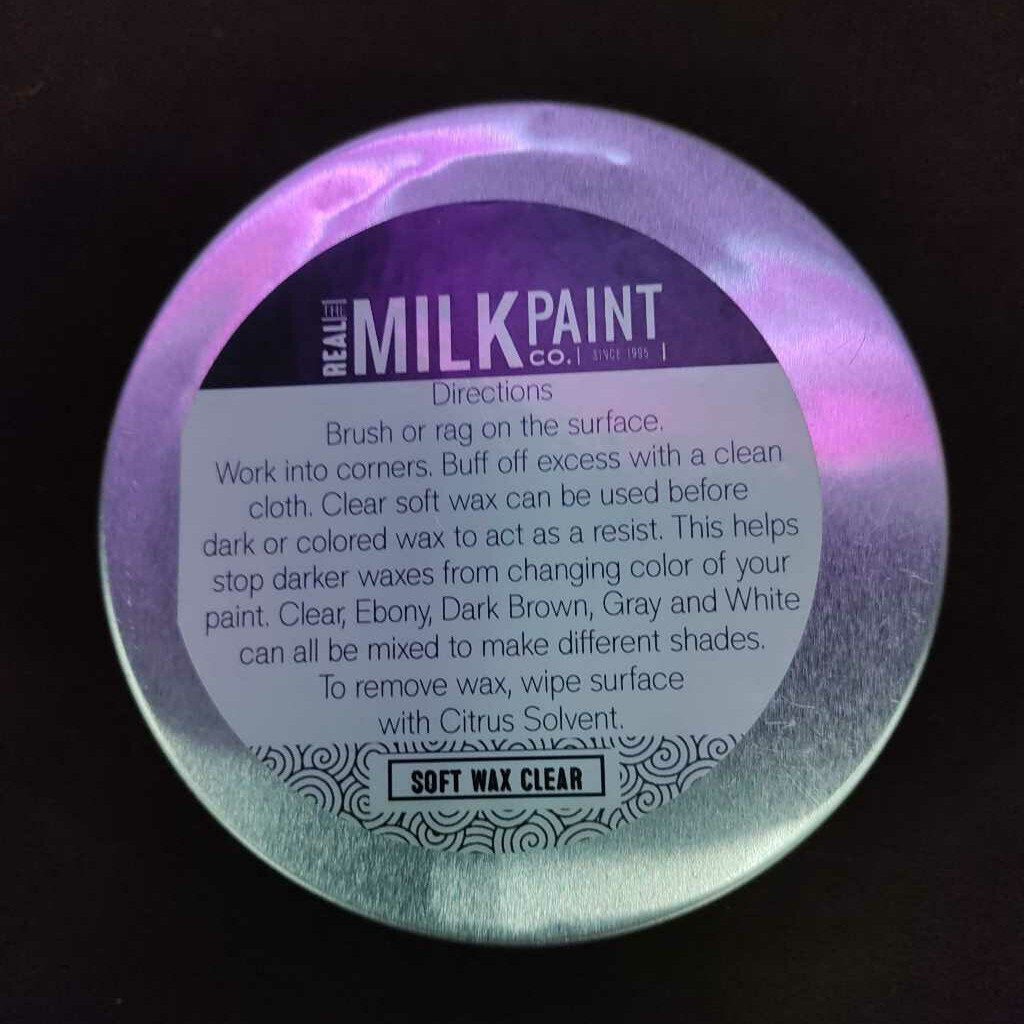 THE REAL MILK PAINT CO. | SINCE 1995 |
Directions
Brush or rag on the surface.
Work into corners. Buff off excess with a clean
cloth. Clear soft wax can be used before
dark or colored wax to act as a resist. This helps
stop darker waxes from changing color of your
paint. Clear, Ebony, Dark Brown, Gray and White
can all be mixed to make different shades.
To remove wax, wipe surface
with Citrus Solvent.
SOFT WAX CLEAR